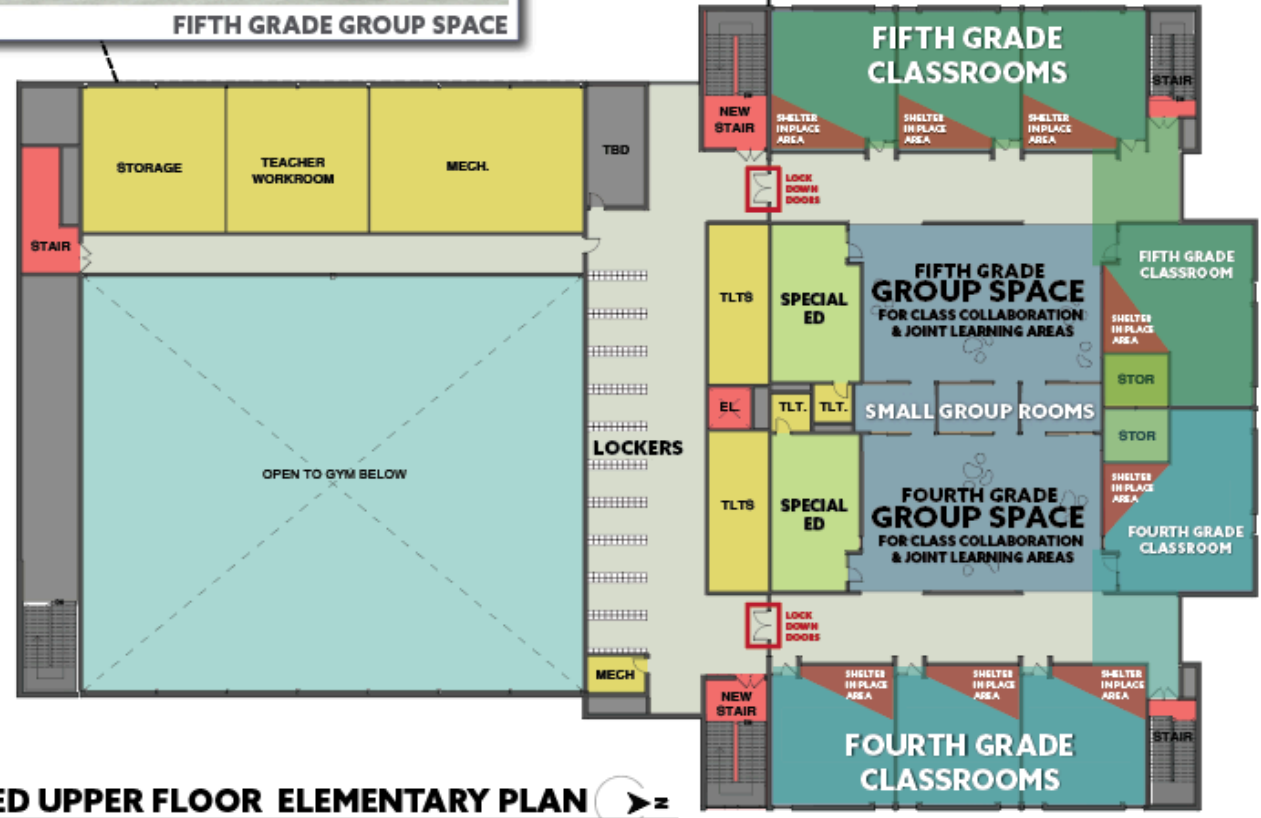 FIFTH GRADE GROUP SPACE
FIFTH GRADE
CLASSROOMS
STAIR
NEW
STAIR
SHELTER
IN PLACE
AREA
SHELTER
IN PLACE
AREA
SHELTER
IN PLACE
AREA
STORAGE
TEACHER
WORKROOM
MECH.
TBD
LOCK
DOWN
DOORS
STAIR
TLTS
SPECIAL
ED
FIFTH GRADE
GROUP SPACE
FOR CLASS COLLABORATION
& JOINT LEARNING AREAS
FIFTH GRADE
CLASSROOM
SHELTER
IN PLACE
AREA
STOR
EL.
TLT.
TLT.
SMALL GROUP ROOMS
STOR
LOCKERS
OPEN TO GYM BELOW
TLTS
SPECIAL
ED
FOURTH GRADE
GROUP SPACE
FOR CLASS COLLABORATION
& JOINT LEARNING AREAS
SHELTER
IN PLACE
AREA
FOURTH GRADE
CLASSROOM
LOCK
DOWN
DOORS
MECH
NEW
STAIR
SHELTER
IN PLACE
AREA
SHELTER
IN PLACE
AREA
SHELTER
IN PLACE
AREA
STAIR
FOURTH GRADE
CLASSROOMS
ED UPPER FLOOR ELEMENTARY PLAN
N